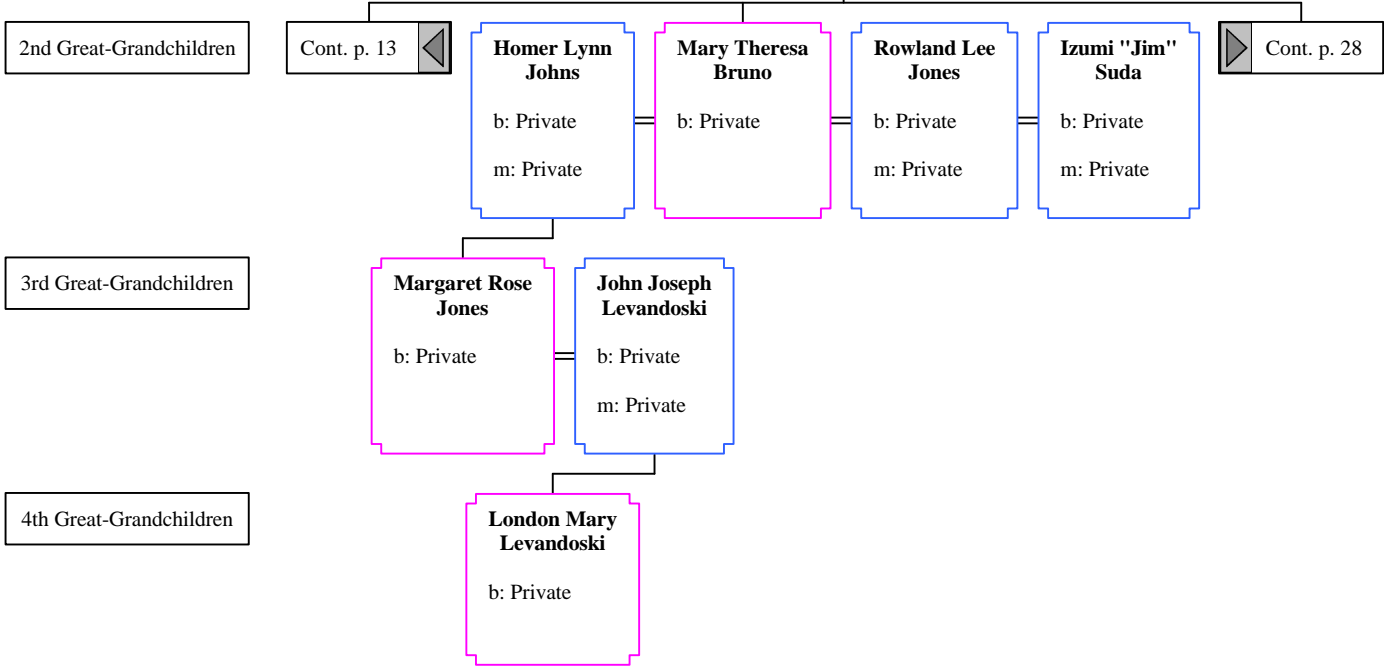 2nd Great-Grandchildren
Cont. p. 13
Homer Lynn
Johns
b: Private
m: Private
Mary Theresa
Bruno
b: Private
Rowland Lee
Jones
b: Private
m: Private
Izumi "Jim"
Suda
b: Private
m: Private
Cont. p. 28
3rd Great-Grandchildren
Margaret Rose
Jones
b: Private
John Joseph
Levandoski
b: Private
m: Private
4th Great-Grandchildren
London Mary
Levandoski
b: Private